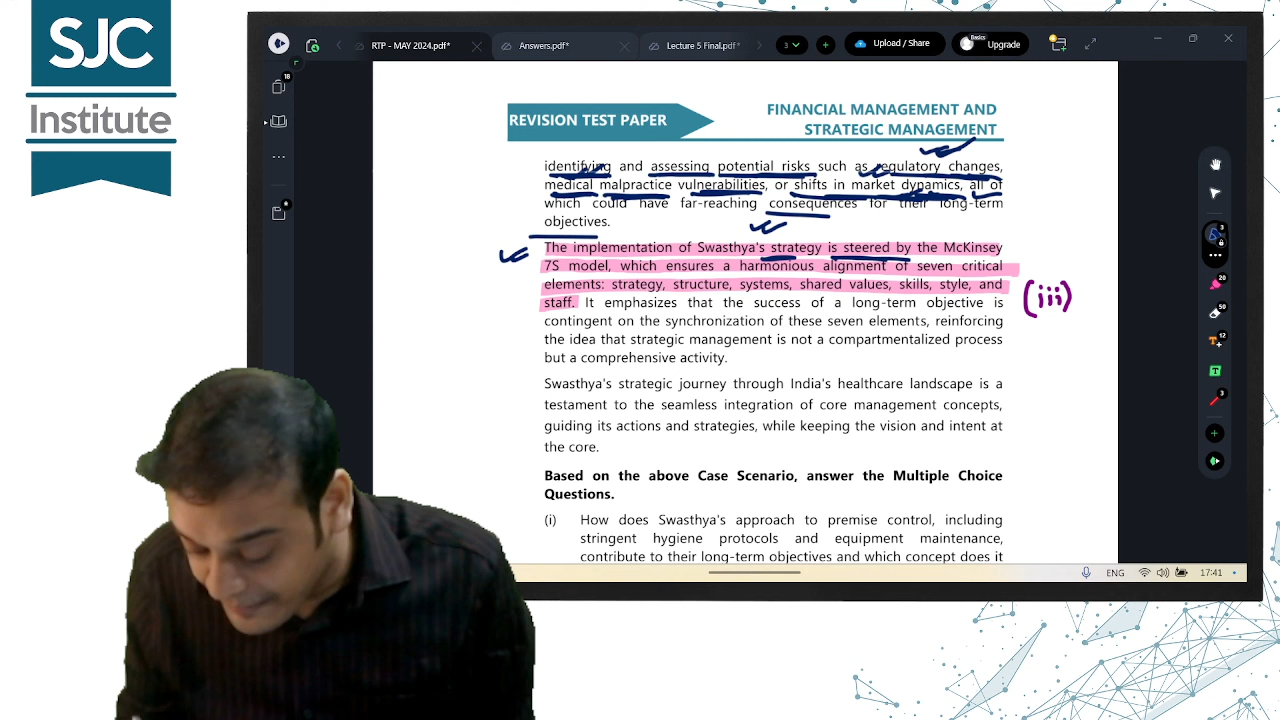 SJC
Institute
RTP - MAY 2024.pdf*
Answers.pdf*
Lecture 5 Final.pdf*
3
Upload / Share
Basics
Upgrade
18
REVISION TEST PAPER
FINANCIAL MANAGEMENT AND
STRATEGIC MANAGEMENT
identifying and assessing potential risks such as regulatory changes,
medical malpractice vulnerabilities, or shifts in market dynamics, all of
which could have far-reaching consequences for their long-term
objectives.
The implementation of Swasthya's strategy is steered by the McKinsey
7S model, which ensures a harmonious alignment of seven critical
elements: strategy, structure, systems, shared values, skills, style, and
staff. It emphasizes that the success of a long-term objective is
contingent on the synchronization of these seven elements, reinforcing
the idea that strategic management is not a compartmentalized process
but a comprehensive activity.
(iii)
Swasthya's strategic journey through India's healthcare landscape is a
testament to the seamless integration of core management concepts,
guiding its actions and strategies, while keeping the vision and intent at
the core.
Based on the above Case Scenario, answer the Multiple Choice
Questions.
(i) How does Swasthya's approach to premise control, including
stringent hygiene protocols and equipment maintenance,
contribute to their long-term objectives and which concept does it
3
20
50
12
3
ENG
17:41